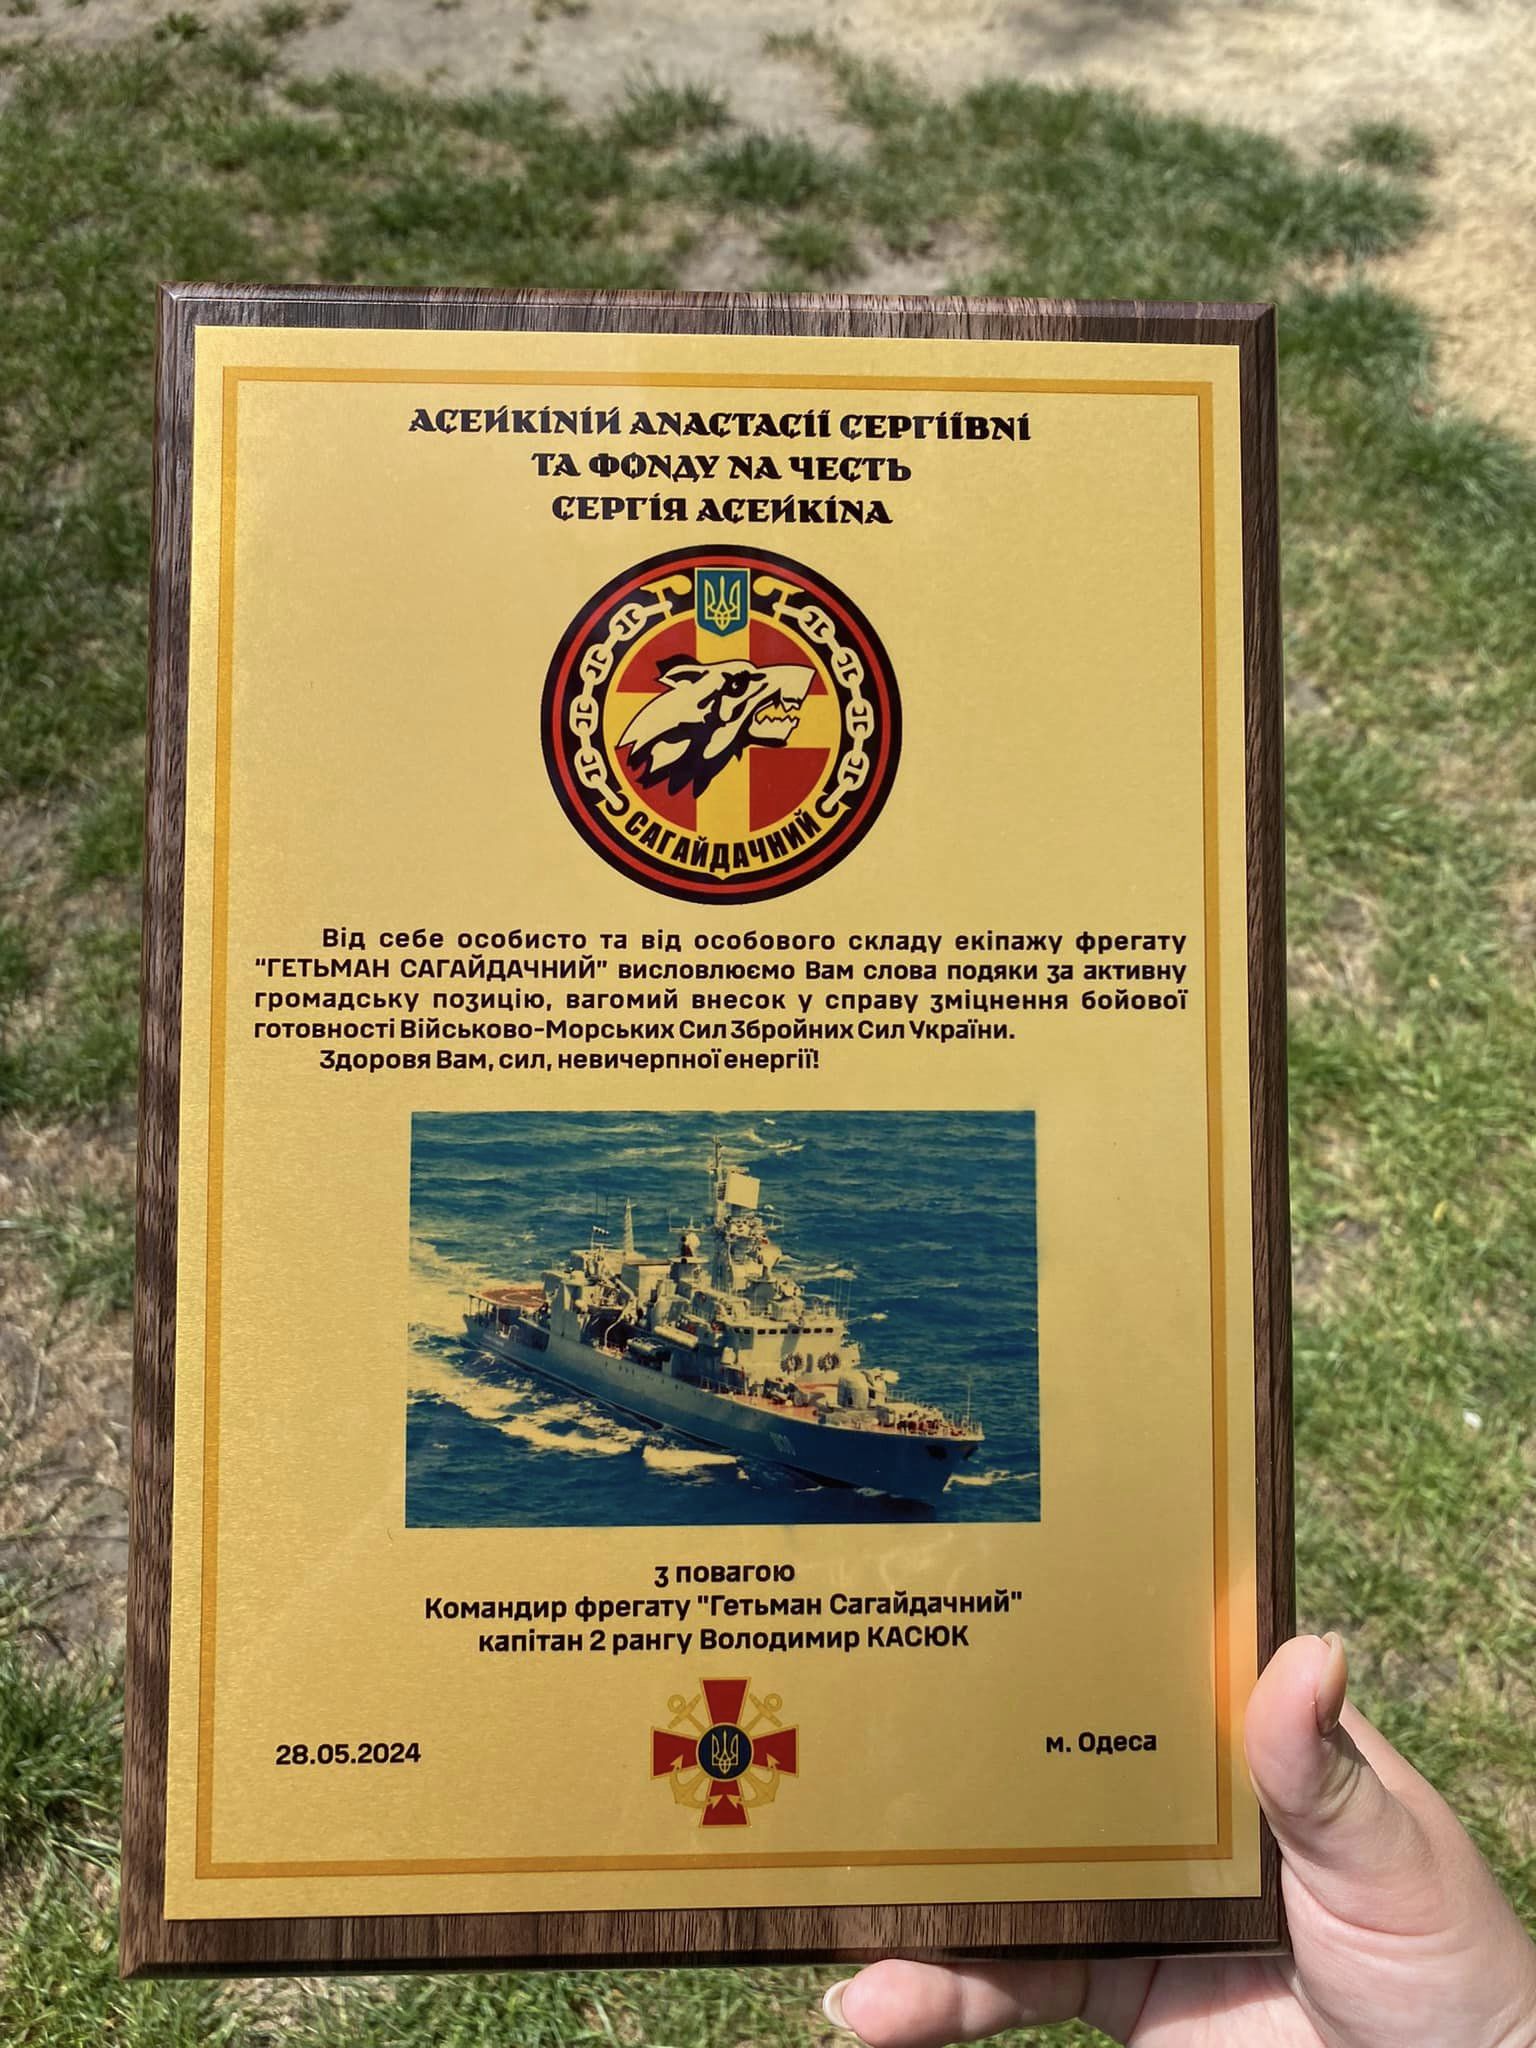 АСЕЙКІНІЙ АНАСТАСІЇ СЕРГІЇВНІ
ТА ФОНДУ НА ЧЕСТЬ
СЕРГІЯ АСЕЙКІНА
САГАЙДАЧНИЙ
Від себе особисто та від особового складу екіпажу фрегату
"ГЕТЬМАН САГАЙДАЧНИЙ" висловлюємо Вам слова подяки за активну
громадську позицію, вагомий внесок у справу зміцнення бойової
готовності Військово-Морських Сил Збройних Сил України.
Здоровя Вам, сил, невичерпної енергії!
з повагою
Командир фрегату "Гетьман Сагайдачний"
капітан 2 рангу Володимир КАСЮК
28.05.2024
м. Одеса